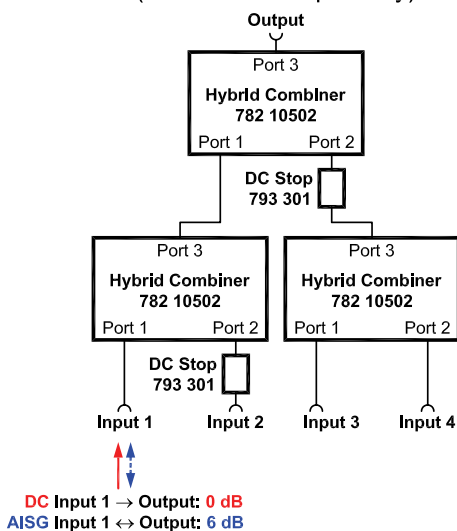 Output
Port 3
Hybrid Combiner
782 10502
Port 1
Port 2
DC Stop
793 301
Port 3
Hybrid Combiner
782 10502
Port 1
Port 2
Port 3
Hybrid Combiner
782 10502
Port 1
Port 2
DC Stop
793 301
Input 1
Input 2
Input 3
Input 4
DC Input 1 → Output: 0 dB
AISG Input 1 ↔ Output: 6 dB